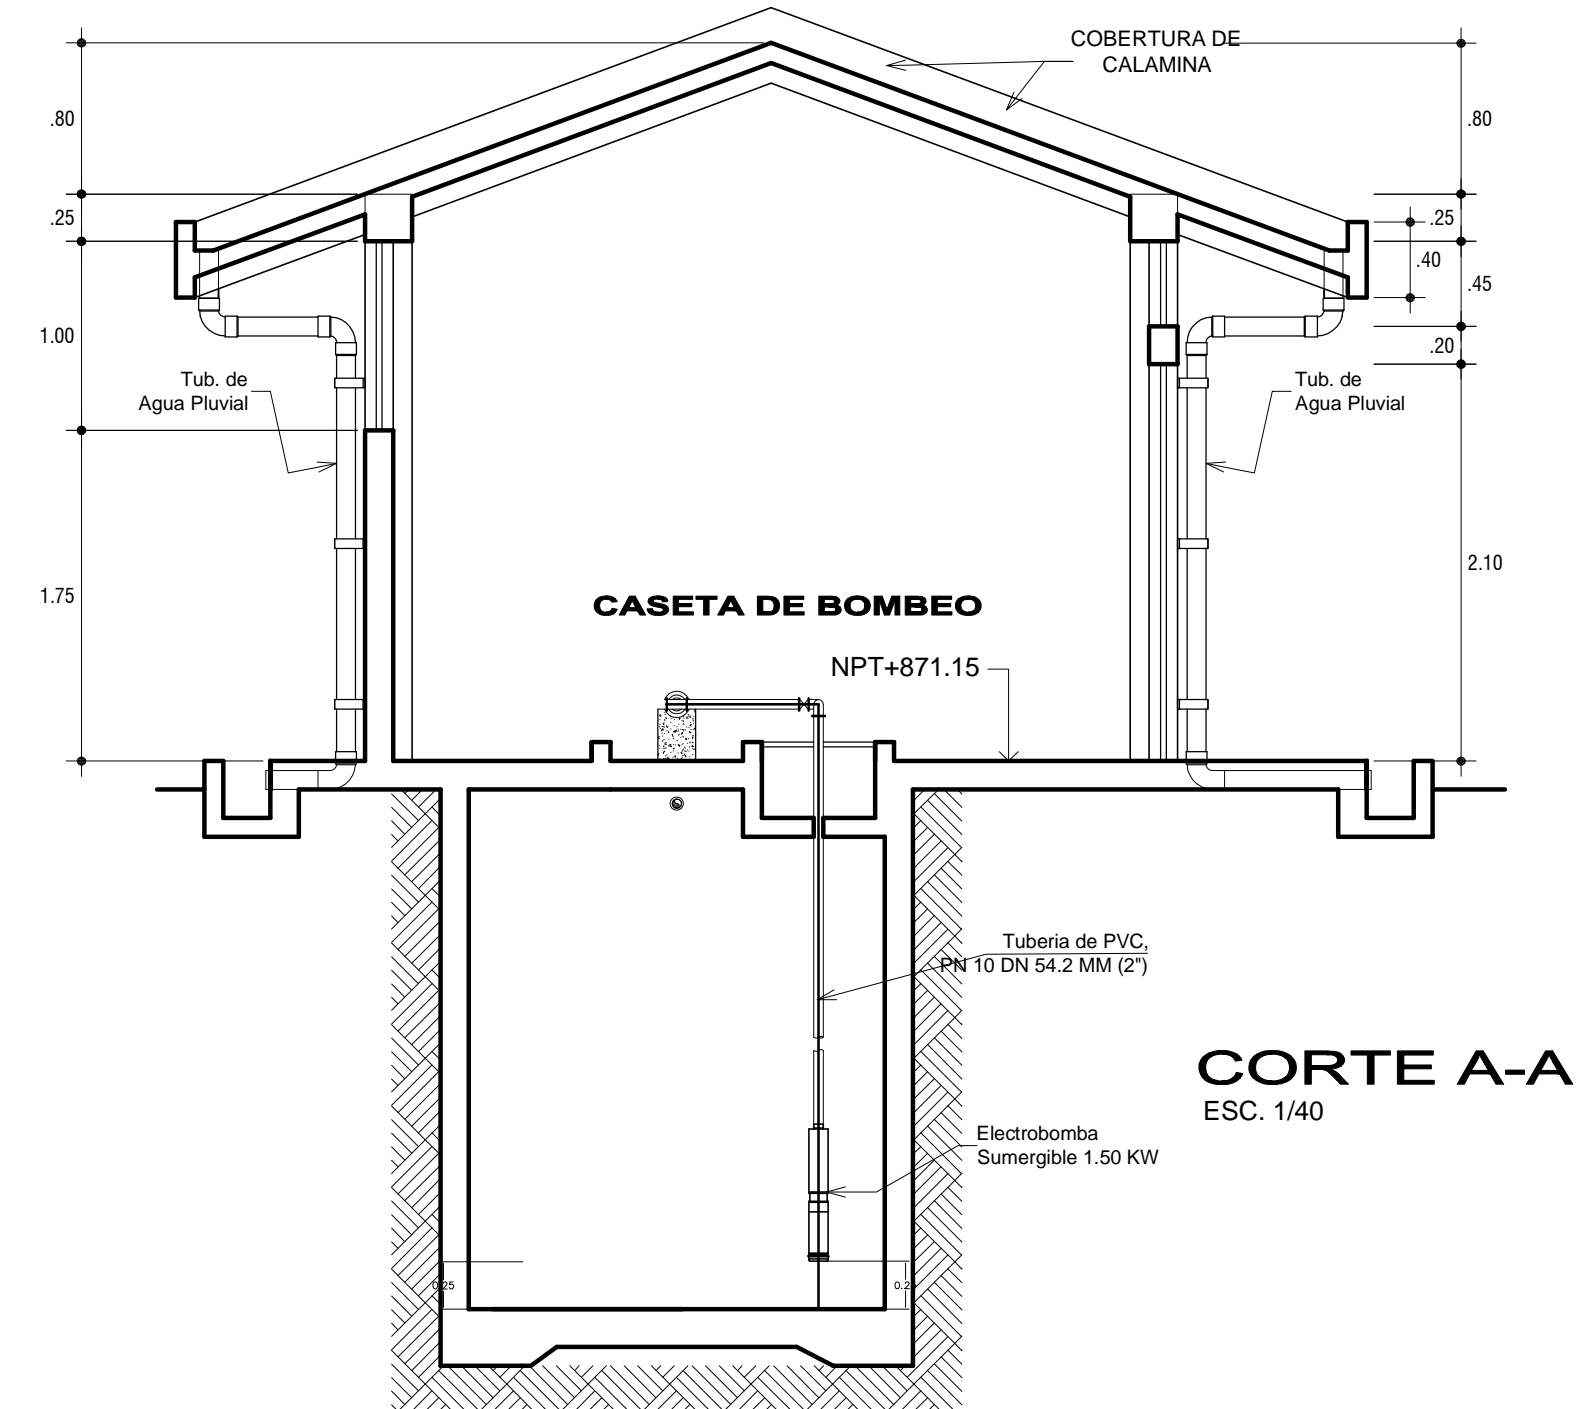 COBERTURA DE
CALAMINA
.80
.80
.25
.25
.40
.45
1.00
.20
Tub. de
Agua Pluvial
Tub. de
Agua Pluvial
2.10
1.75
CASETA DE BOMBEO
NPT+871.15
Tuberia de PVC,
PN 10 DN 54.2 MM (2")
CORTE A-A
ESC. 1/40
Electrobomba
Sumergible 1.50 KW
0.25
0.2